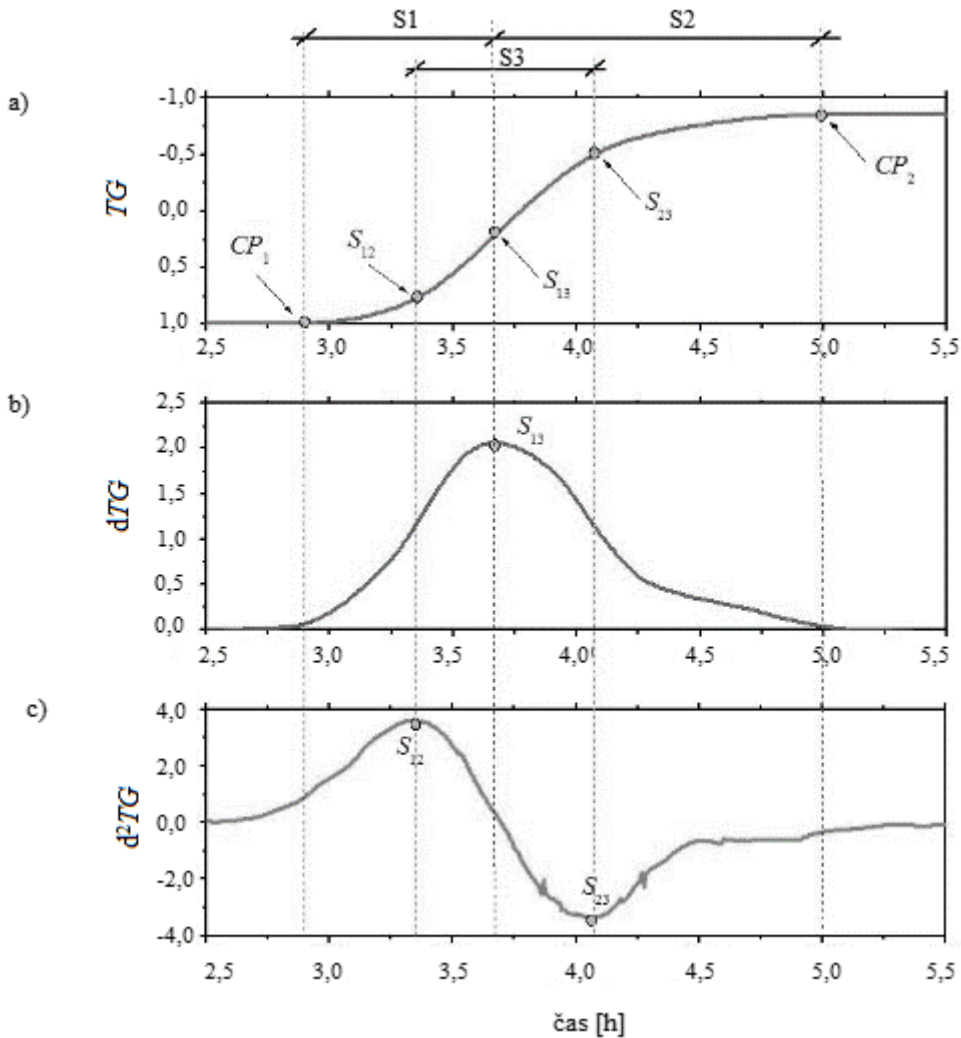 S1 S2
S3
a)
-1,0
-0,5
0,0
0,5
1,0
TG
CP1
S12
S13
S23
CP2
2,5 3,0 3,5 4,0 4,5 5,0 5,5
b)
2,5
2,0
1,5
1,0
0,5
0,0
dTG
S13
2,5 3,0 3,5 4,0 4,5 5,0 5,5
c)
4,0
2,0
0,0
-2,0
-4,0
d²TG
S12
S23
2,5 3,0 3,5 4,0 4,5 5,0 5,5
čas [h]